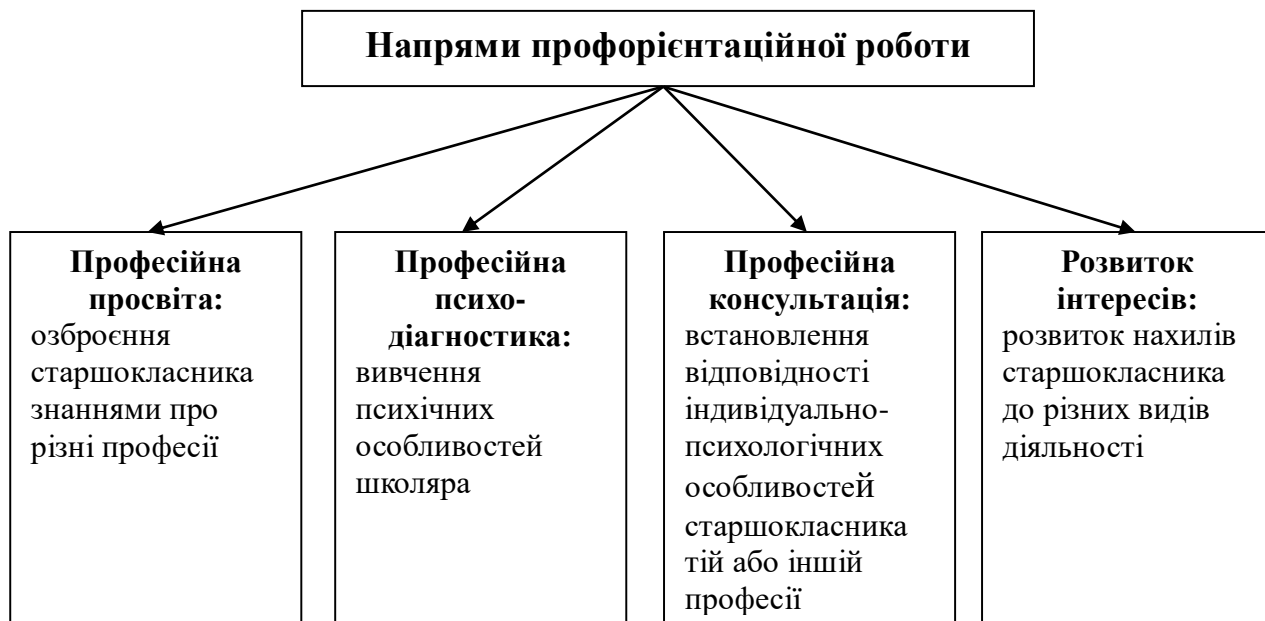 Напрями профорієнтаційної роботи
Професійна
просвіта:
озброєння
старшокласника
знаннями про
різні професії
Професійна
психо-
діагностика:
вивчення
психічних
особливостей
школяра
Професійна
консультація:
встановлення
відповідності
індивідуально-
психологічних
особливостей
старшокласника
тій або іншій
професії
Розвиток
інтересів:
розвиток нахилів
старшокласника
до різних видів
діяльності